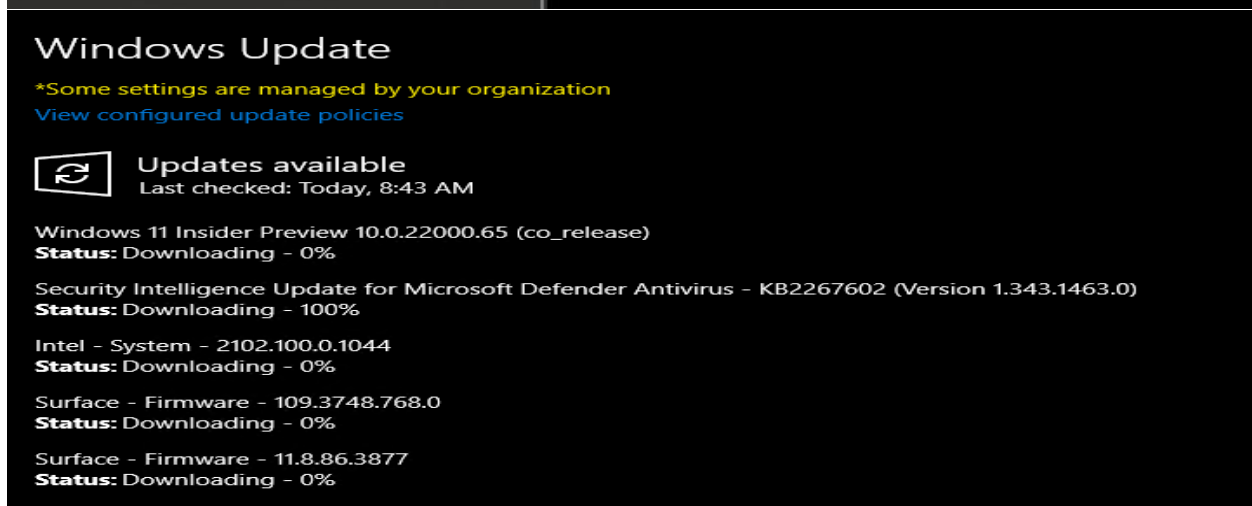 Windows Update
*Some settings are managed by your organization
View configured update policies
Updates available
Last checked: Today, 8:43 AM
Windows 11 Insider Preview 10.0.22000.65 (co_release)
Status: Downloading - 0%
Security Intelligence Update for Microsoft Defender Antivirus - KB2267602 (Version 1.343.1463.0)
Status: Downloading - 100%
Intel - System - 2102.100.0.1044
Status: Downloading - 0%
Surface - Firmware - 109.3748.768.0
Status: Downloading - 0%
Surface - Firmware - 11.8.86.3877
Status: Downloading - 0%